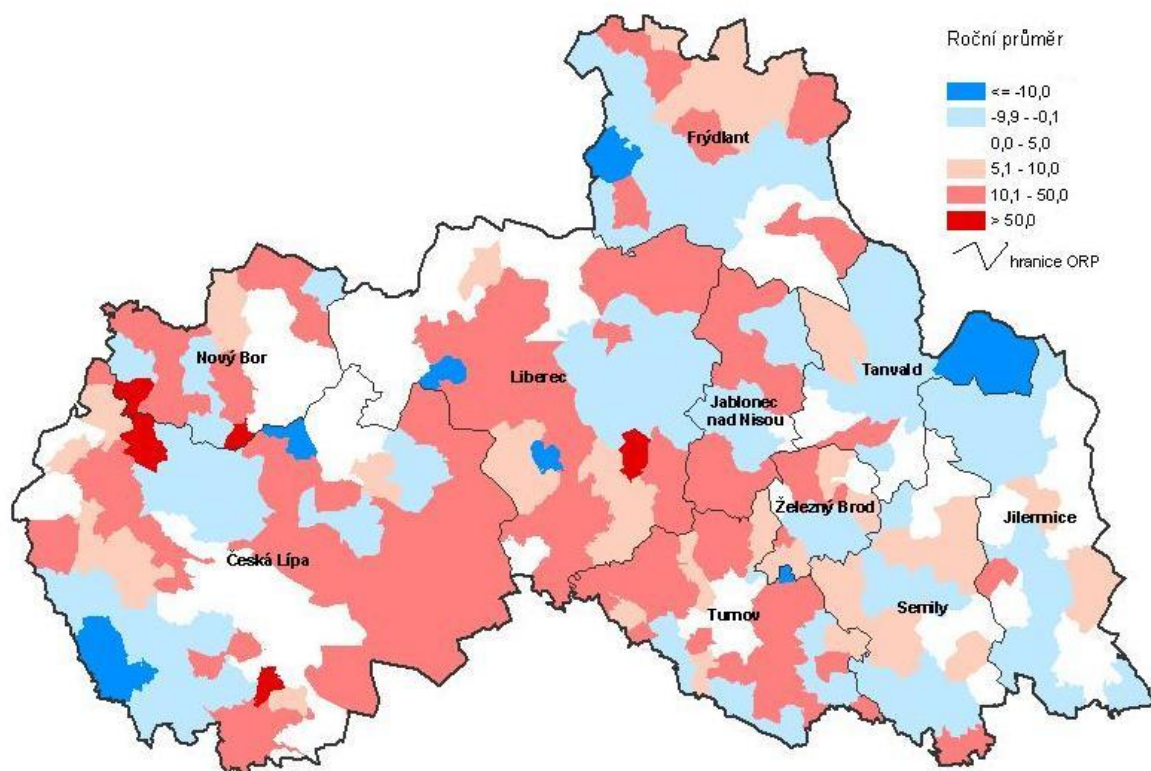 Roční průměr
<= -10,0
-9,9 - -0,1
0,0 - 5,0
5,1 - 10,0
10,1 - 50,0
> 50,0
hranice ORP
Frýdlant
Nový Bor
Liberec
Tanvald
Jablonec
nad Nisou
Železný Brod
Jilemnice
Česká Lípa
Turnov
Semily